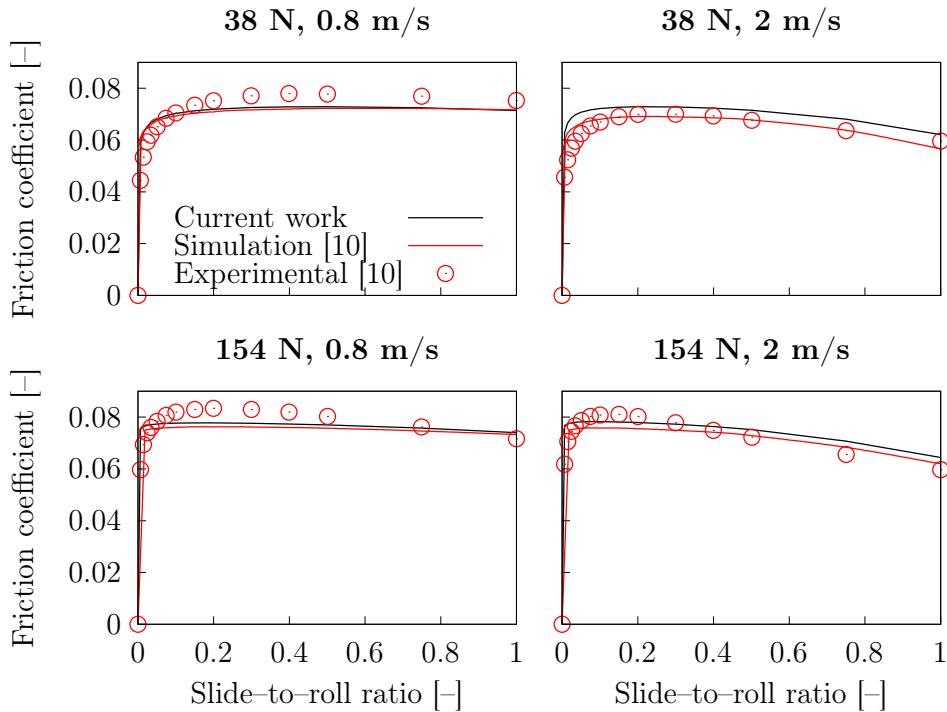 38 N, 0.8 m/s
38 N, 2 m/s
Friction coefficient [–]
0.08
0.06
0.04
0.02
0
Current work
Simulation [10]
Experimental [10]
154 N, 0.8 m/s
154 N, 2 m/s
Friction coefficient [–]
0.08
0.06
0.04
0.02
0
0 0.2 0.4 0.6 0.8 1
0 0.2 0.4 0.6 0.8 1
Slide–to–roll ratio [–]
Slide–to–roll ratio [–]